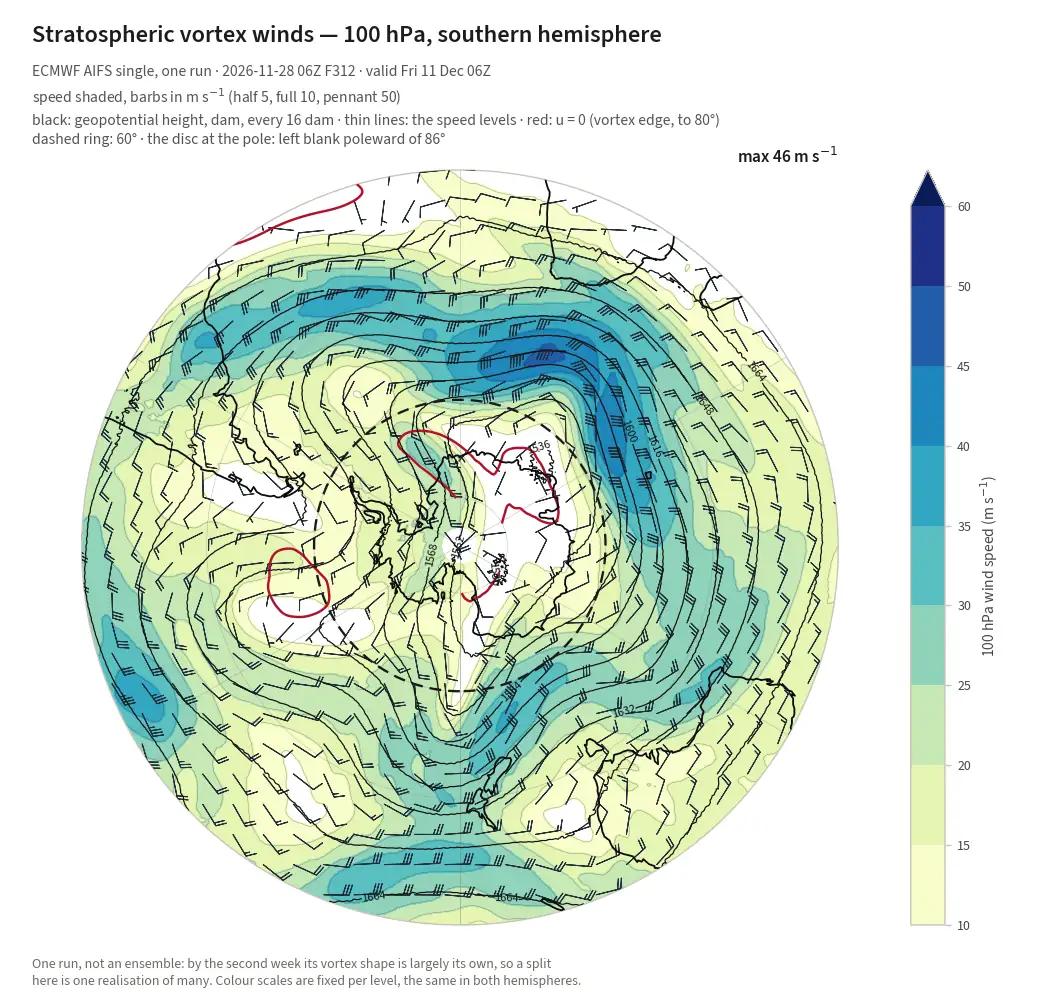 Stratospheric vortex winds — 100 hPa, southern hemisphere
ECMWF AIFS single, one run · 2026-11-28 06Z F312 · valid Fri 11 Dec 06Z
speed shaded, barbs in m s⁻¹ (half 5, full 10, pennant 50)
black: geopotential height, dam, every 16 dam · thin lines: the speed levels · red: u = 0 (vortex edge, to 80°)
dashed ring: 60° · the disc at the pole: left blank poleward of 86°
max 46 m s⁻¹
60
50
45
40
35
30
25
20
15
10
100 hPa wind speed (m s⁻¹)
1664
1648
1600
1616
1568
1632
1664
1664
One run, not an ensemble: by the second week its vortex shape is largely its own, so a split
here is one realisation of many. Colour scales are fixed per level, the same in both hemispheres.